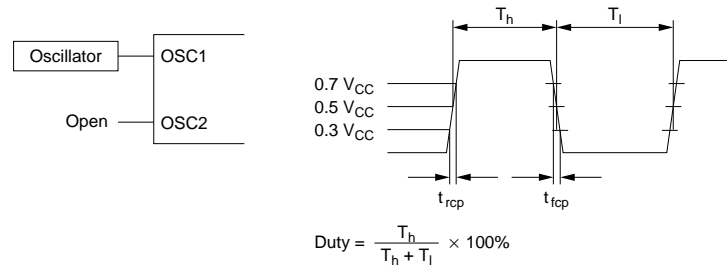 Oscillator
OSC1
Open
OSC2
T_h
T_l
0.7 V_CC
0.5 V_CC
0.3 V_CC
t_rcp
t_fcp
Duty = T_h / (T_h + T_l) × 100%